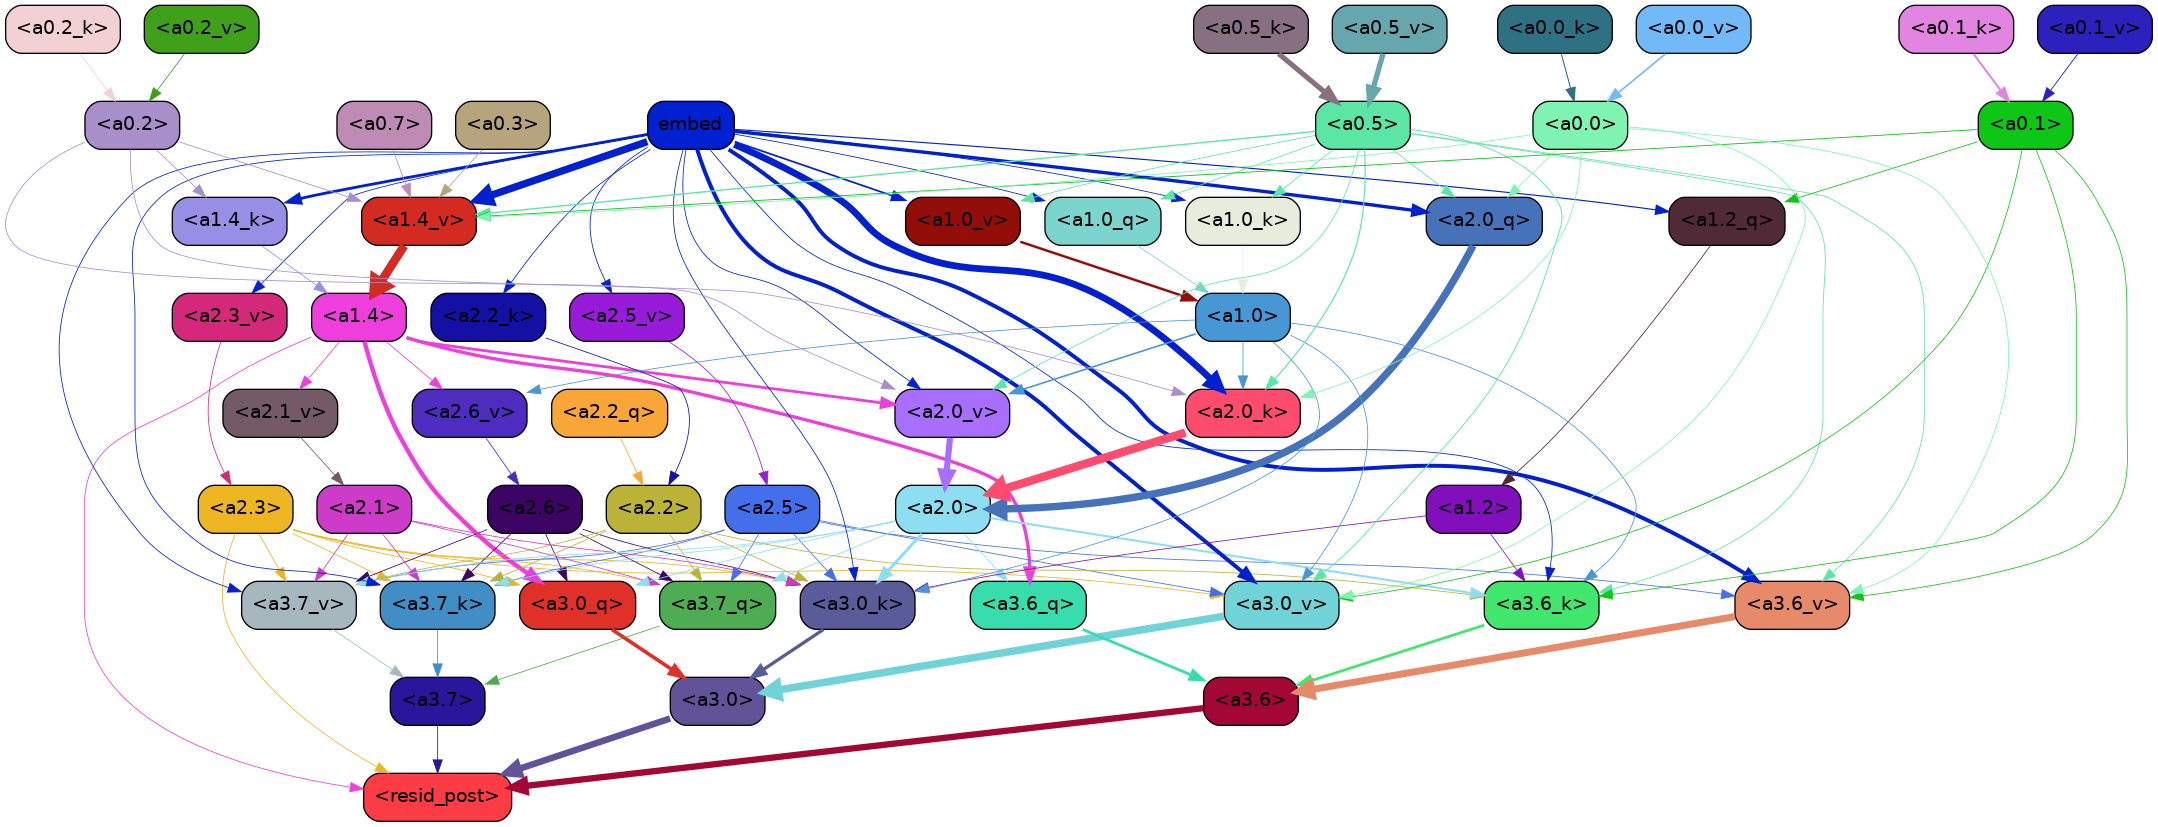 <a0.2_k> <a0.2_v> <a0.5_k> <a0.5_v> <a0.0_k> <a0.0_v> <a0.1_k> <a0.1_v>
<a0.2> <a0.7> <a0.3> embed <a0.5> <a0.0> <a0.1>
<a1.4_k> <a1.4_v> <a1.0_v> <a1.0_q> <a1.0_k> <a2.0_q> <a1.2_q>
<a2.3_v> <a1.4> <a2.2_k> <a2.5_v> <a1.0>
<a2.1_v> <a2.6_v> <a2.2_q> <a2.0_v> <a2.0_k>
<a2.3> <a2.1> <a2.6> <a2.2> <a2.5> <a2.0> <a1.2>
<a3.7_v> <a3.7_k> <a3.0_q> <a3.7_q> <a3.0_k> <a3.6_q> <a3.0_v> <a3.6_k> <a3.6_v>
<a3.7> <a3.0> <a3.6>
<resid_post>